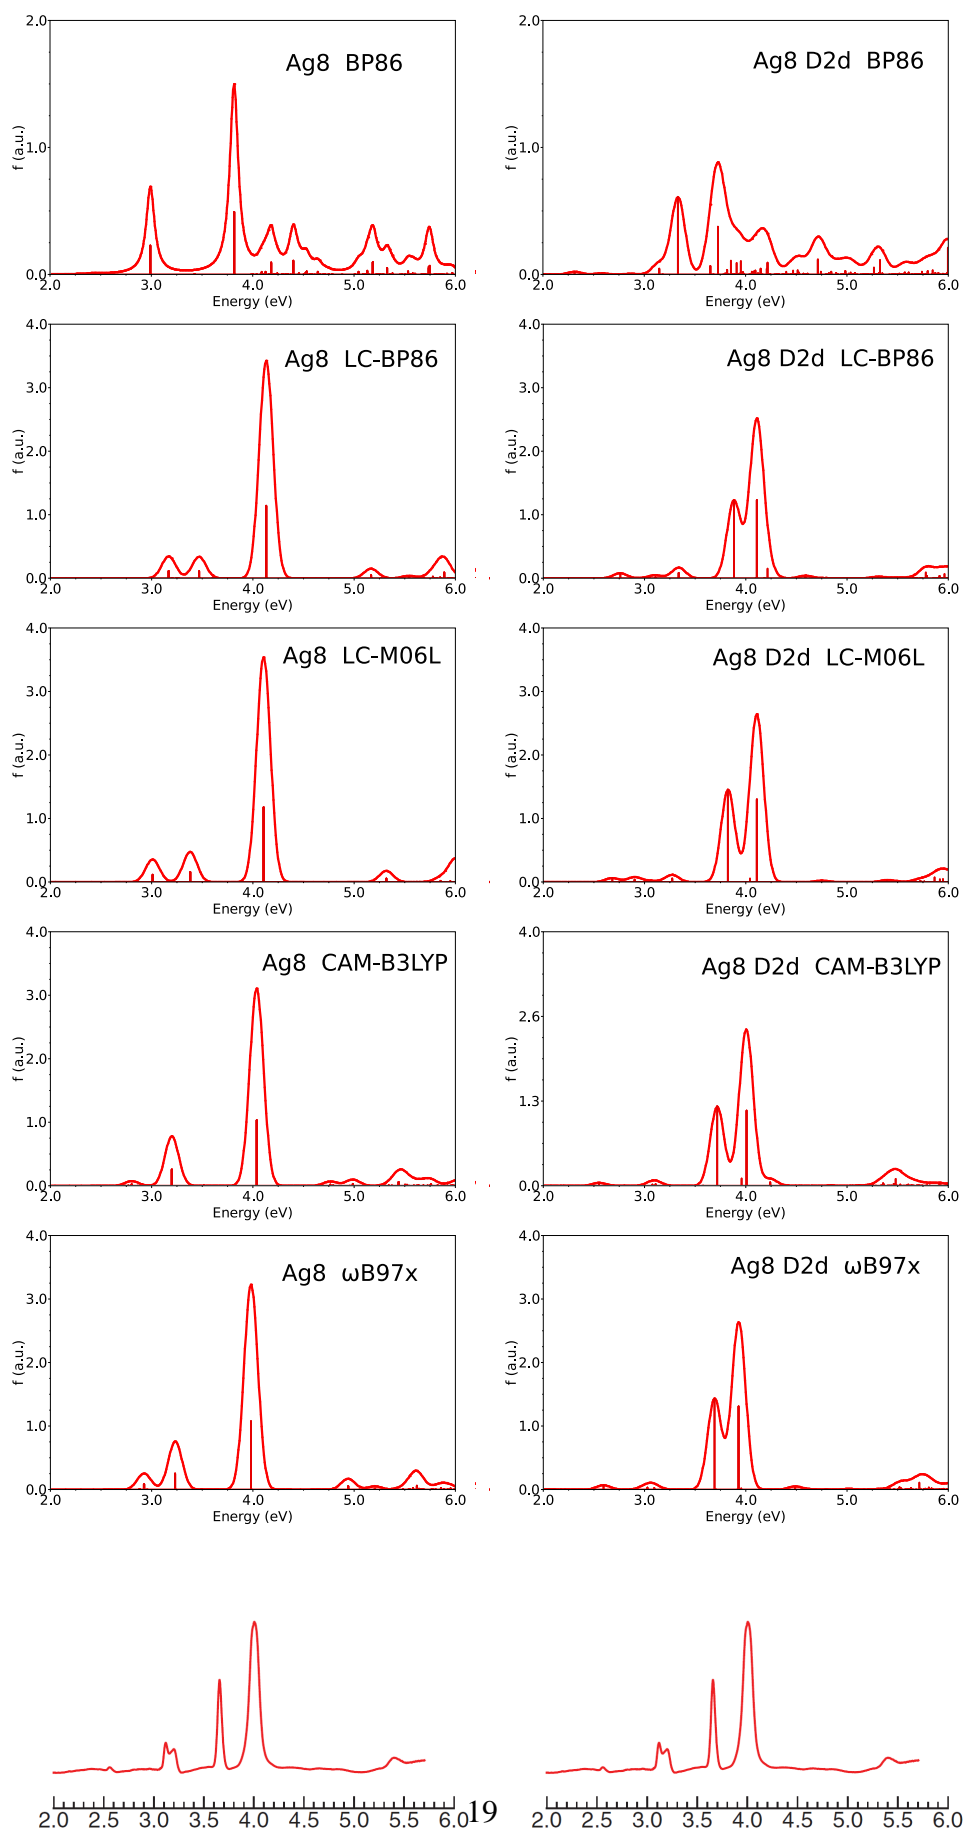 Ag8 BP86
2.0
1.0
0.0
f (a.u.)
2.0 3.0 4.0 5.0 6.0
Energy (eV)
Ag8 D2d BP86
2.0
1.0
0.0
f (a.u.)
2.0 3.0 4.0 5.0 6.0
Energy (eV)
Ag8 LC-BP86
4.0
3.0
2.0
1.0
0.0
f (a.u.)
2.0 3.0 4.0 5.0 6.0
Energy (eV)
Ag8 D2d LC-BP86
4.0
3.0
2.0
1.0
0.0
f (a.u.)
2.0 3.0 4.0 5.0 6.0
Energy (eV)
Ag8 LC-M06L
4.0
3.0
2.0
1.0
0.0
f (a.u.)
2.0 3.0 4.0 5.0 6.0
Energy (eV)
Ag8 D2d LC-M06L
4.0
3.0
2.0
1.0
0.0
f (a.u.)
2.0 3.0 4.0 5.0 6.0
Energy (eV)
Ag8 CAM-B3LYP
4.0
3.0
2.0
1.0
0.0
f (a.u.)
2.0 3.0 4.0 5.0 6.0
Energy (eV)
Ag8 D2d CAM-B3LYP
4.0
2.6
1.3
0.0
f (a.u.)
2.0 3.0 4.0 5.0 6.0
Energy (eV)
Ag8 ωB97x
4.0
3.0
2.0
1.0
0.0
f (a.u.)
2.0 3.0 4.0 5.0 6.0
Energy (eV)
Ag8 D2d ωB97x
4.0
3.0
2.0
1.0
0.0
f (a.u.)
2.0 3.0 4.0 5.0 6.0
Energy (eV)
2.0 2.5 3.0 3.5 4.0 4.5 5.0 5.5 6.0
19
2.0 2.5 3.0 3.5 4.0 4.5 5.0 5.5 6.0